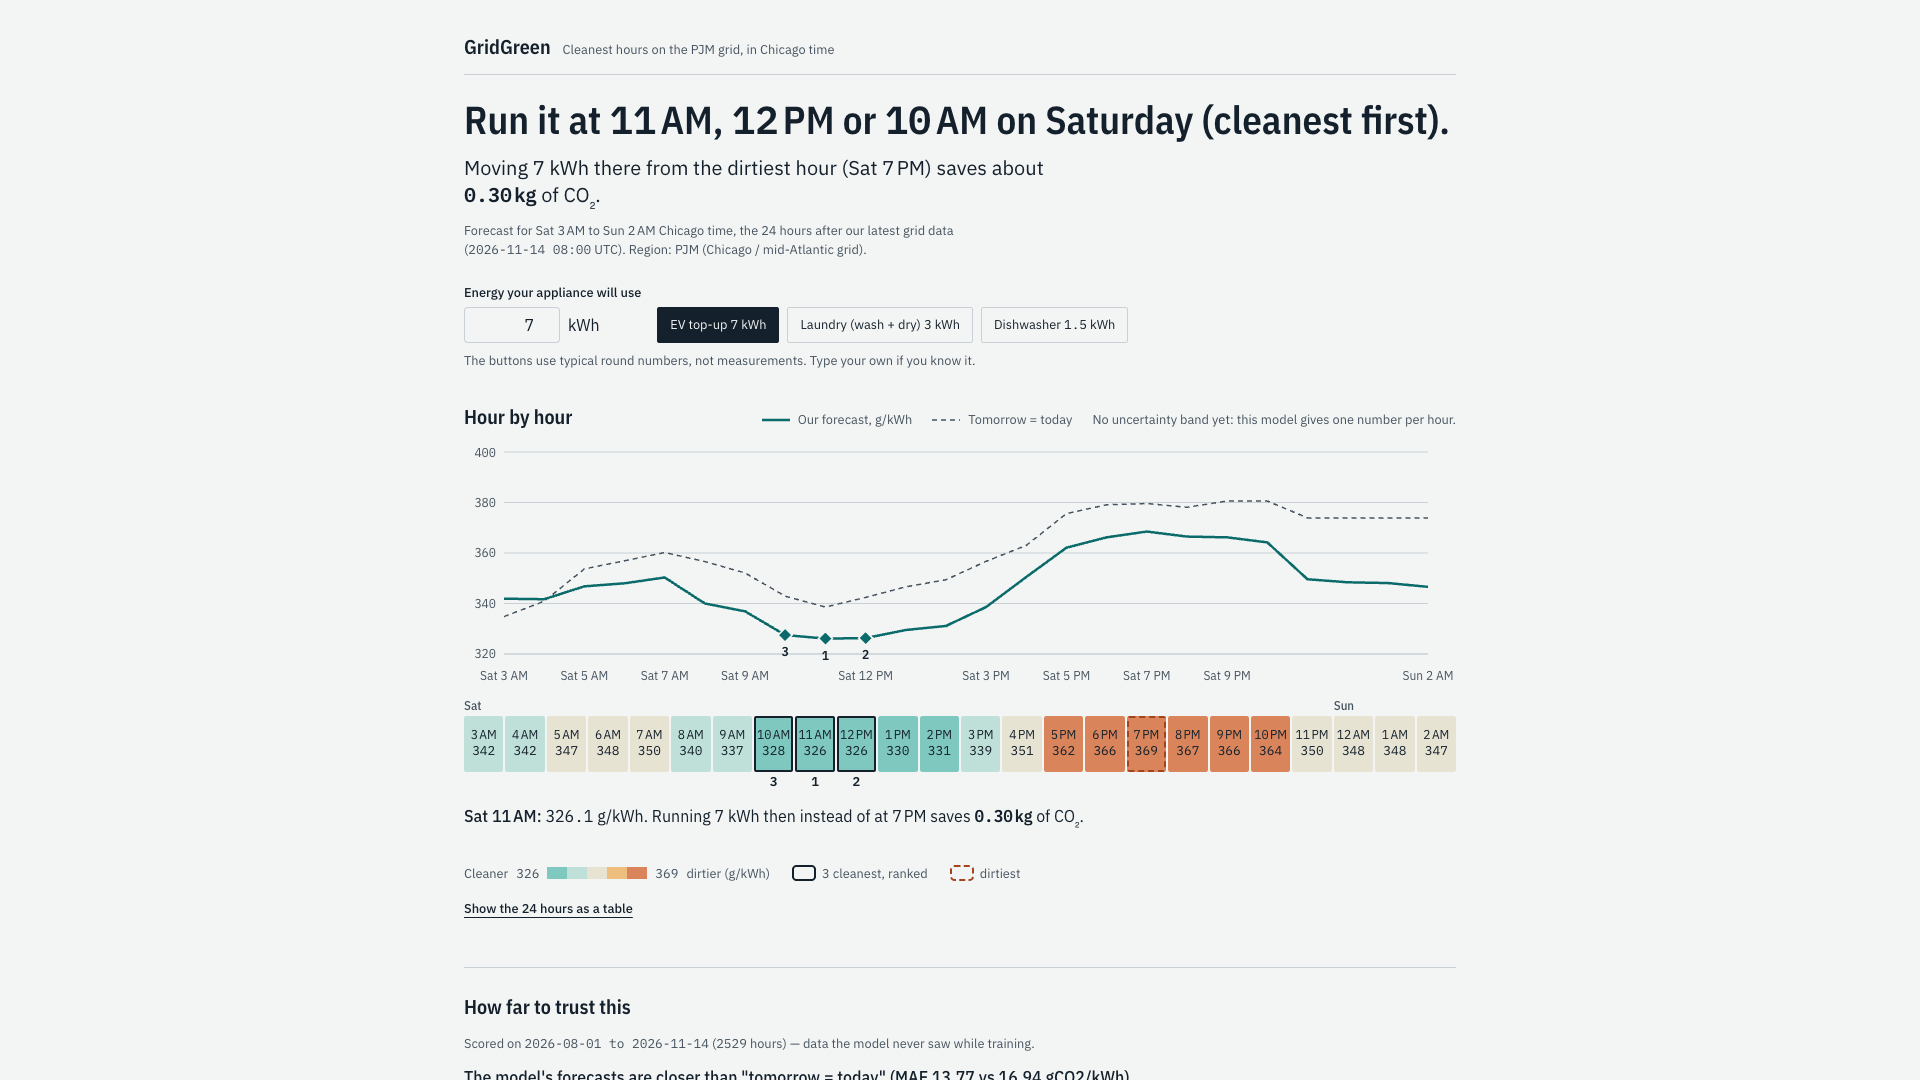 GridGreen Cleanest hours on the PJM grid, in Chicago time
Run it at 11 AM, 12 PM or 10 AM on Saturday (cleanest first).
Moving 7 kWh there from the dirtiest hour (Sat 7 PM) saves about
0.30 kg of CO₂.
Forecast for Sat 3 AM to Sun 2 AM Chicago time, the 24 hours after our latest grid data
(2026-11-14 08:00 UTC). Region: PJM (Chicago / mid-Atlantic grid).
Energy your appliance will use
7 kWh EV top-up 7 kWh Laundry (wash + dry) 3 kWh Dishwasher 1.5 kWh
The buttons use typical round numbers, not measurements. Type your own if you know it.
Hour by hour Our forecast, g/kWh Tomorrow = today No uncertainty band yet: this model gives one number per hour.
400
380
360
340
320
3 1 2
Sat 3 AM Sat 5 AM Sat 7 AM Sat 9 AM Sat 12 PM Sat 3 PM Sat 5 PM Sat 7 PM Sat 9 PM Sun 2 AM
Sat Sun
3 AM 4 AM 5 AM 6 AM 7 AM 8 AM 9 AM 10 AM 11 AM 12 PM 1 PM 2 PM 3 PM 4 PM 5 PM 6 PM 7 PM 8 PM 9 PM 10 PM 11 PM 12 AM 1 AM 2 AM
342 342 347 348 350 340 337 328 326 326 330 331 339 351 362 366 369 367 366 364 350 348 348 347
3 1 2
Sat 11 AM: 326.1 g/kWh. Running 7 kWh then instead of at 7 PM saves 0.30 kg of CO₂.
Cleaner 326 369 dirtier (g/kWh) 3 cleanest, ranked dirtiest
Show the 24 hours as a table
How far to trust this
Scored on 2026-08-01 to 2026-11-14 (2529 hours) — data the model never saw while training.
The model's forecasts are closer than "tomorrow = today" (MAE 13.77 vs 16.94 gCO2/kWh)